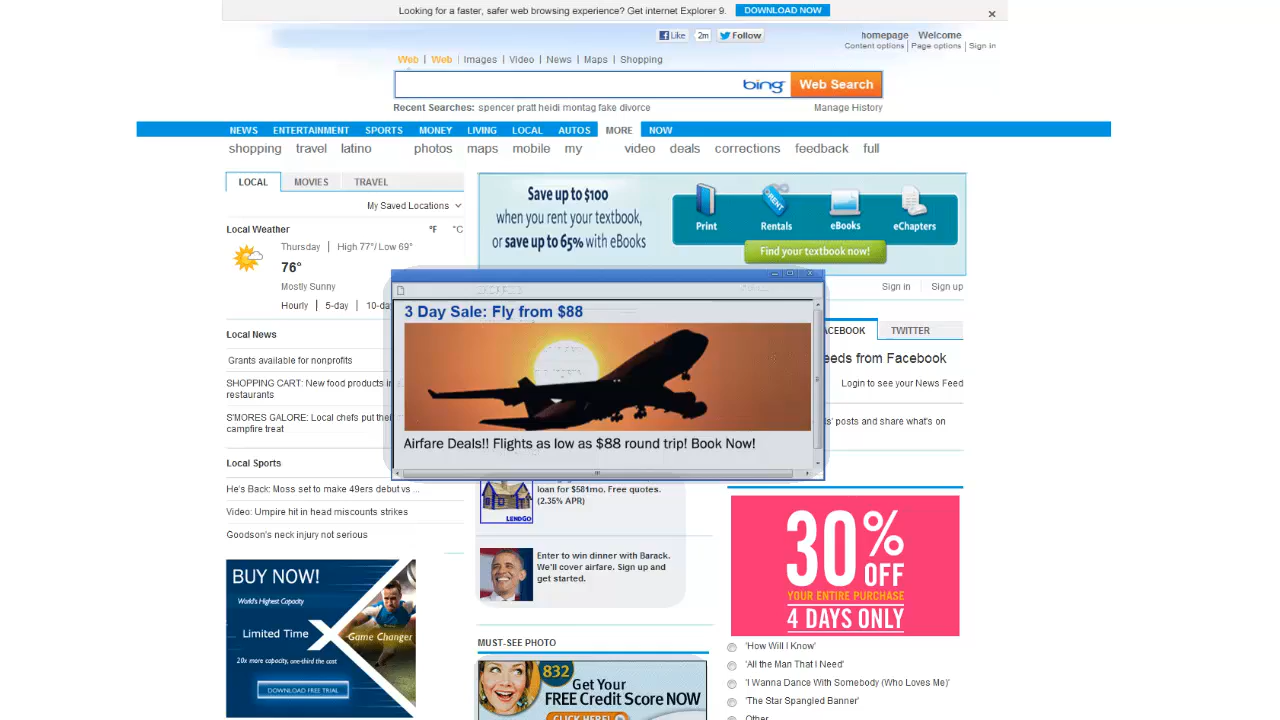 Looking for a faster, safer web browsing experience? Get internet Explorer 9. DOWNLOAD NOW
Like 2m Follow
homepage Welcome
Content options | Page options | Sign in
Web | Web | Images | Video | News | Maps | Shopping
bing Web Search
Recent Searches: spencer pratt heidi montag fake divorce
Manage History
NEWS ENTERTAINMENT SPORTS MONEY LIVING LOCAL AUTOS MORE NOW
shopping travel latino photos maps mobile my video deals corrections feedback full
LOCAL MOVIES TRAVEL
My Saved Locations
Local Weather °F °C
Thursday | High 77°/ Low 69°
76°
Mostly Sunny
Hourly | 5-day | 10-da
Local News
Grants available for nonprofits
SHOPPING CART: New food products in
restaurants
S'MORES GALORE: Local chefs put thei
campfire treat
Local Sports
He's Back: Moss set to make 49ers debut vs ...
Video: Umpire hit in head miscounts strikes
Goodson's neck injury not serious
BUY NOW!
World's Highest Capacity
Limited Time
Game Changer
20x more capacity, one-third the cost
DOWNLOAD FREE TRIAL
Save up to $100
when you rent your textbook,
or save up to 65% with eBooks
RENT
Print Rentals eBooks eChapters
Find your textbook now!
Sign in Sign up
3 Day Sale: Fly from $88
Airfare Deals!! Flights as low as $88 round trip! Book Now!
loan for $581mo. Free quotes.
(2.35% APR)
LENDGO
Enter to win dinner with Barack.
We'll cover airfare. Sign up and
get started.
MUST-SEE PHOTO
832
Get Your
FREE Credit Score NOW
CLICK HERE!
ACEBOOK TWITTER
eeds from Facebook
Login to see your News Feed
' posts and share what's on
30% OFF
YOUR ENTIRE PURCHASE
4 DAYS ONLY
'How Will I Know'
'All the Man That I Need'
'I Wanna Dance With Somebody (Who Loves Me)'
'The Star Spangled Banner'
Other